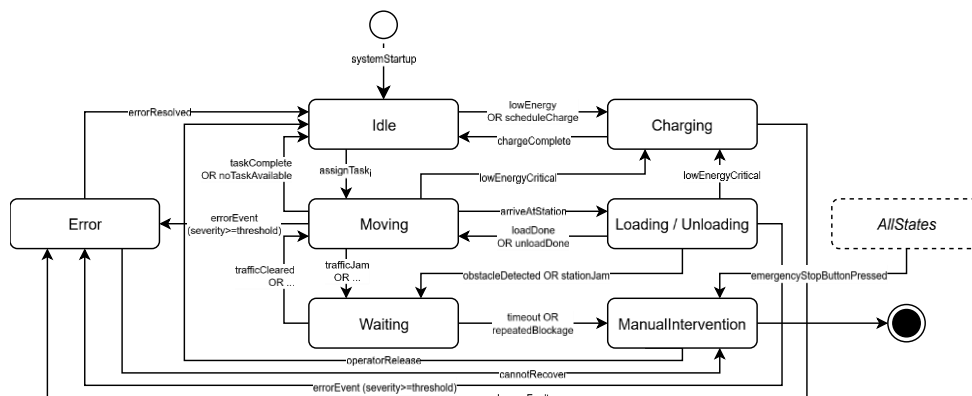 systemStartup
errorResolved
Idle
lowEnergy
OR scheduleCharge
Charging
chargeComplete
taskComplete
OR noTaskAvailable
assignTask
lowEnergyCritical
lowEnergyCritical
Error
errorEvent
(severity>=threshold)
Moving
arriveAtStation
Loading / Unloading
loadDone
OR unloadDone
AllStates
trafficCleared
OR ...
trafficJam
OR ...
obstacleDetected OR stationJam
emergencyStopButtonPressed
Waiting
timeout OR
repeatedBlockage
ManualIntervention
operatorRelease
cannotRecover
errorEvent (severity>=threshold)